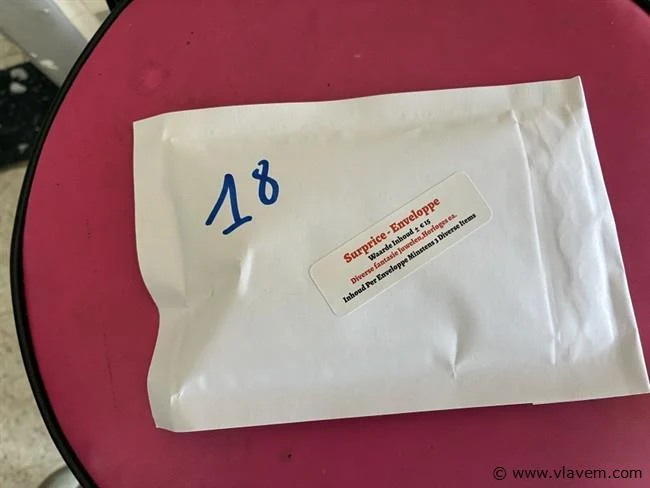 18
Surprice - Enveloppe
Waarde Inhoud ± € 15
Diverse fantasie Juwelen,Horloges ea.
Inhoud Per Enveloppe Minstens 3 Diverse Items
© www.vlavem.com